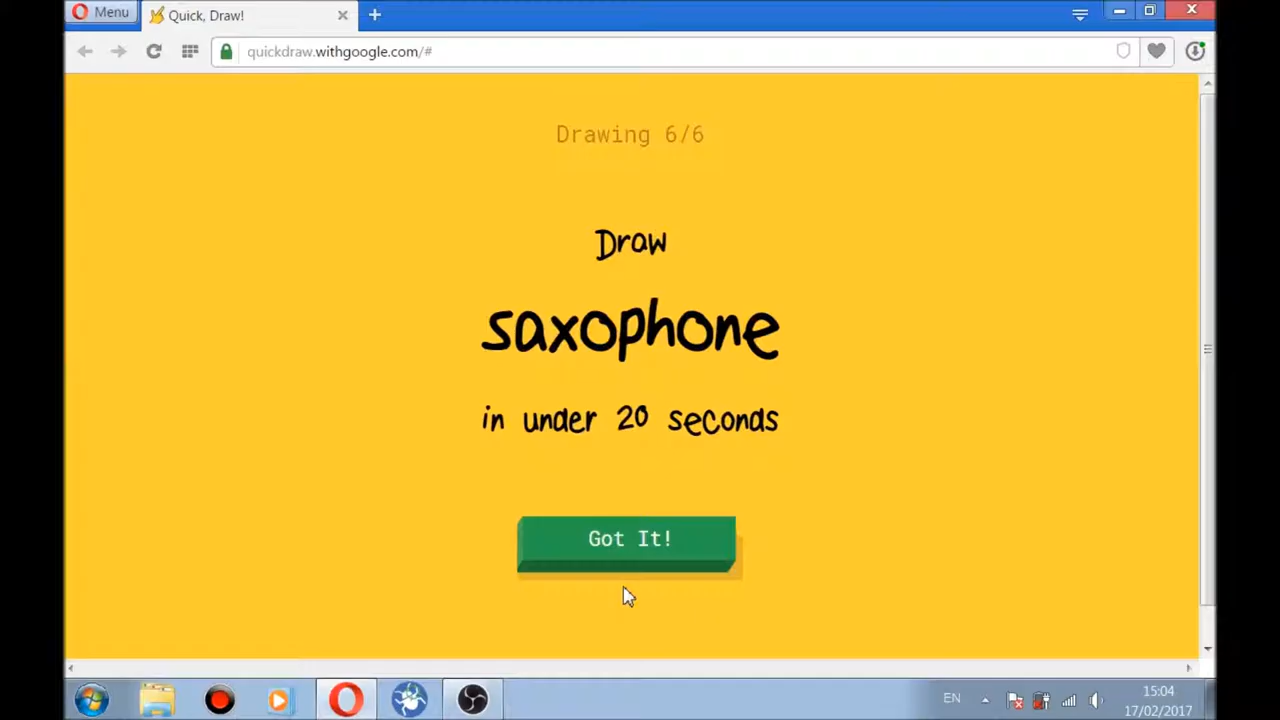 Menu
Quick, Draw!
quickdraw.withgoogle.com/#
Drawing 6/6
Draw
saxophone
in under 20 seconds
Got It!
EN
15:04
17/02/2017